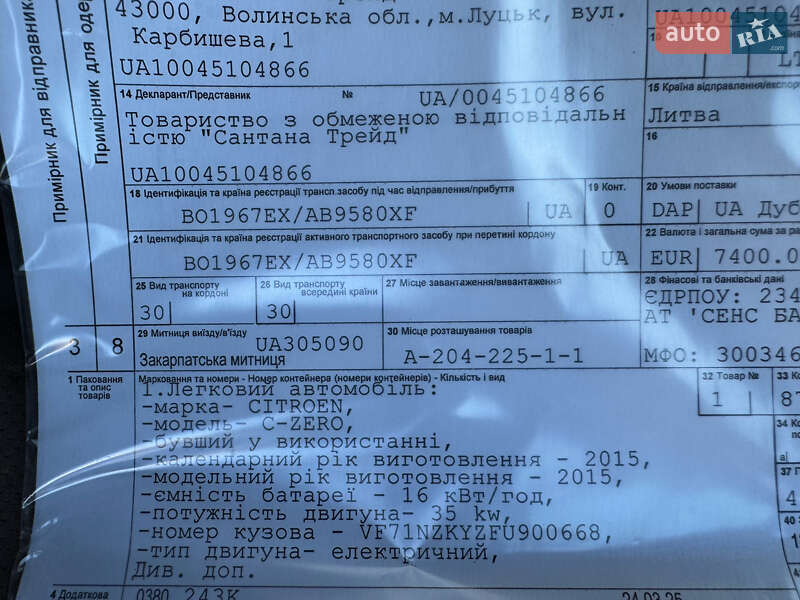 43000, Волинська обл.,м.Луцьк, вул.
Карбишева,1
UA10045104866
UA10045104
auto RIA .com
Примірник для відправника
Примірник для
14 Декларант/Представник № UA/0045104866
Товариство з обмеженою відповідальн
істю "Сантана Трейд"
UA10045104866
15 Країна відправлення/експор
Литва
16
18 Ідентифікація та країна реєстрації трансп.засобу під час відправлення/прибуття
BO1967EX/AB9580XF UA
19 Конт.
0
20 Умови поставки
DAP UA Дуб
21 Ідентифікація та країна реєстрації активного транспортного засобу при перетині кордону
BO1967EX/AB9580XF UA
22 Валюта і загальна сума за ра
EUR 7400.0
25 Вид транспорту
на кордоні
30
26 Вид транспорту
всередині країни
30
27 Місце завантаження/вивантаження
28 Фінансові та банківські дані
ЄДРПОУ: 234
АТ 'СЕНС БА
МФО: 300346
3 8
29 Митниця виїзду/в'їзду
UA305090
Закарпатська митниця
30 Місце розташування товарів
A-204-225-1-1
1 Паковання
та опис
товарів
Марковання та номери - Номер контейнера (номери контейнерів) - Кількість і вид
32 Товар №
1
1.Легковий автомобіль:
-марка- CITROEN,
-модель- C-ZERO,
-бувший у використанні,
-календарний рік виготовлення - 2015,
-модельний рік виготовлення - 2015,
-ємність батареї - 16 кВт/год,
-потужність двигуна- 35 kw,
-номер кузова - VF71NZKYZFU900668,
-тип двигуна- електричний,
Див. доп.
4 Додаткова
0380 243К
24.03.25